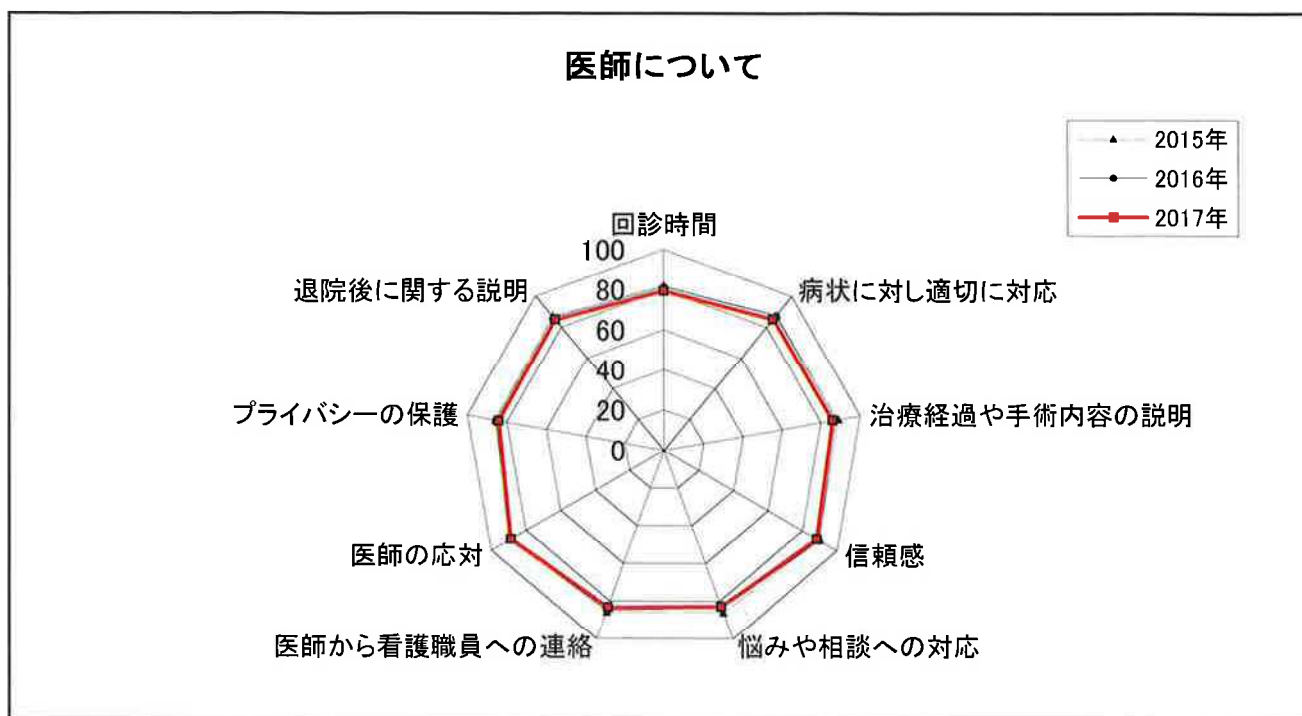 医師について
2015年
2016年
2017年
回診時間
100
80
60
40
20
0
病状に対し適切に対応
治療経過や手術内容の説明
信頼感
悩みや相談への対応
医師から看護職員への連絡
医師の応対
プライバシーの保護
退院後に関する説明